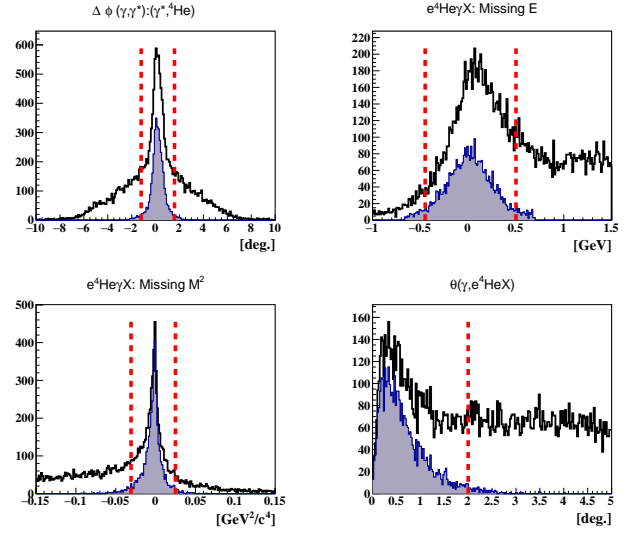 Δ ϕ (γ,γ*):(γ*,⁴He)
600
500
400
300
200
100
0
−10 −8 −6 −4 −2 0 2 4 6 8 10
[deg.]
e⁴HeγX: Missing E
220
200
180
160
140
120
100
80
60
40
20
0
−1 −0.5 0 0.5 1 1.5
[GeV]
e⁴HeγX: Missing M²
500
400
300
200
100
0
−0.15 −0.1 −0.05 0 0.05 0.1 0.15
[GeV²/c⁴]
θ(γ,e⁴HeX)
160
140
120
100
80
60
40
20
0
0 0.5 1 1.5 2 2.5 3 3.5 4 4.5 5
[deg.]